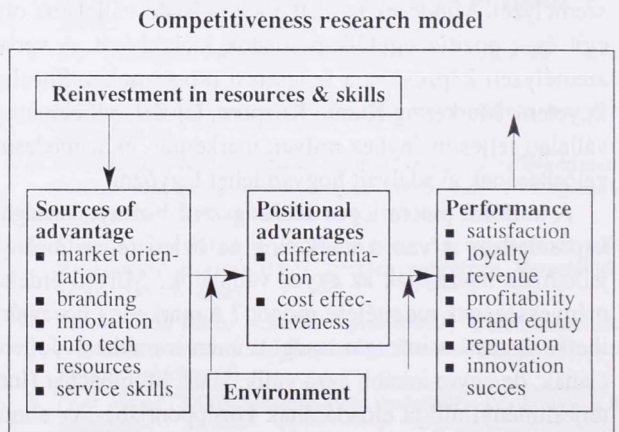 Competitiveness research model
Reinvestment in resources & skills
Sources of
advantage
■ market orien-
tation
■ branding
■ innovation
■ info tech
■ resources
■ service skills
Positional
advantages
■ differentia-
tion
■ cost effec-
tiveness
Performance
■ satisfaction
■ loyalty
■ revenue
■ profitability
■ brand equity
■ reputation
■ innovation
success
Environment